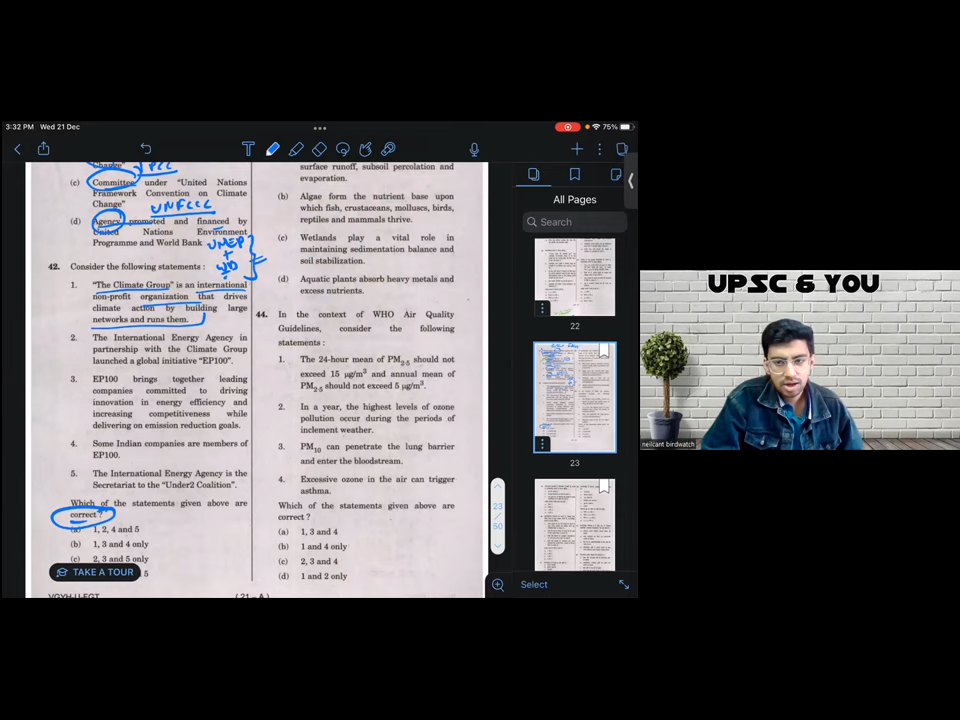 3:32 PM Wed 21 Dec
75%
T
All Pages
Search
22
23
Select
23
50
TAKE A TOUR
Change"
(c) Committee under "United Nations
Framework Convention on Climate
Change"
UNFCCC
(d) Agency promoted and financed by
United Nations Environment
Programme and World Bank
UNEP
+
42. Consider the following statements :
1. "The Climate Group" is an international
non-profit organization that drives
climate action by building large
networks and runs them.
2. The International Energy Agency in
partnership with the Climate Group
launched a global initiative "EP100".
3. EP100 brings together leading
companies committed to driving
innovation in energy efficiency and
increasing competitiveness while
delivering on emission reduction goals.
4. Some Indian companies are members of
EP100.
5. The International Energy Agency is the
Secretariat to the "Under2 Coalition".
Which of the statements given above are
correct ?
(a) 1, 2, 4 and 5
(b) 1, 3 and 4 only
(c) 2, 3 and 5 only
5
VGYH-U-FGT
( 21 – A )
surface runoff, subsoil percolation and
evaporation.
(b) Algae form the nutrient base upon
which fish, crustaceans, molluscs, birds,
reptiles and mammals thrive.
(c) Wetlands play a vital role in
maintaining sedimentation balance and
soil stabilization.
(d) Aquatic plants absorb heavy metals and
excess nutrients.
44. In the context of WHO Air Quality
Guidelines, consider the following
statements :
1. The 24-hour mean of PM2.5 should not
exceed 15 µg/m³ and annual mean of
PM2.5 should not exceed 5 µg/m³.
2. In a year, the highest levels of ozone
pollution occur during the periods of
inclement weather.
3. PM10 can penetrate the lung barrier
and enter the bloodstream.
4. Excessive ozone in the air can trigger
asthma.
Which of the statements given above are
correct ?
(a) 1, 3 and 4
(b) 1 and 4 only
(c) 2, 3 and 4
(d) 1 and 2 only
UPSC & YOU
neilcant birdwatch